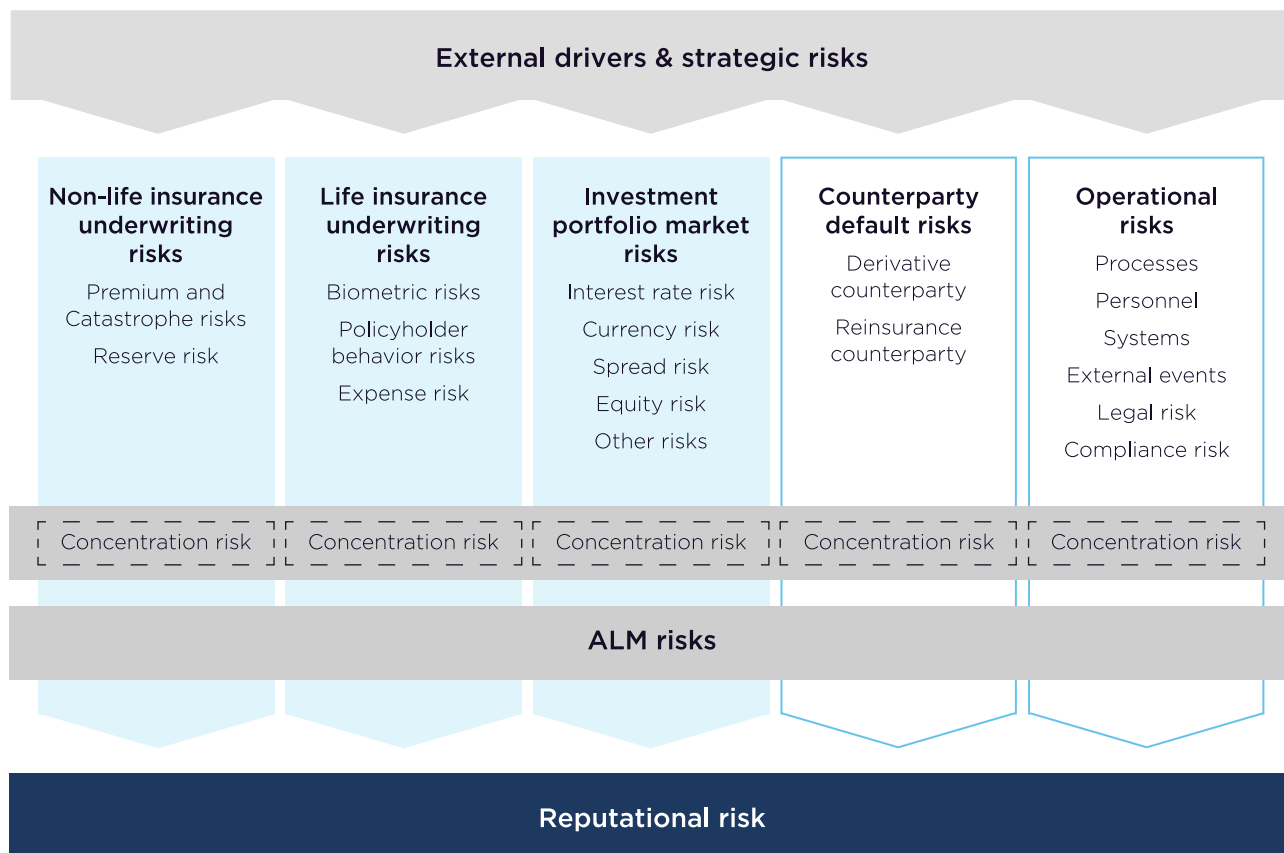 External drivers & strategic risks
Non-life insurance
underwriting
risks
Premium and
Catastrophe risks
Reserve risk
Life insurance
underwriting
risks
Biometric risks
Policyholder
behavior risks
Expense risk
Investment
portfolio market
risks
Interest rate risk
Currency risk
Spread risk
Equity risk
Other risks
Counterparty
default risks
Derivative
counterparty
Reinsurance
counterparty
Operational
risks
Processes
Personnel
Systems
External events
Legal risk
Compliance risk
Concentration risk
Concentration risk
Concentration risk
Concentration risk
Concentration risk
ALM risks
Reputational risk